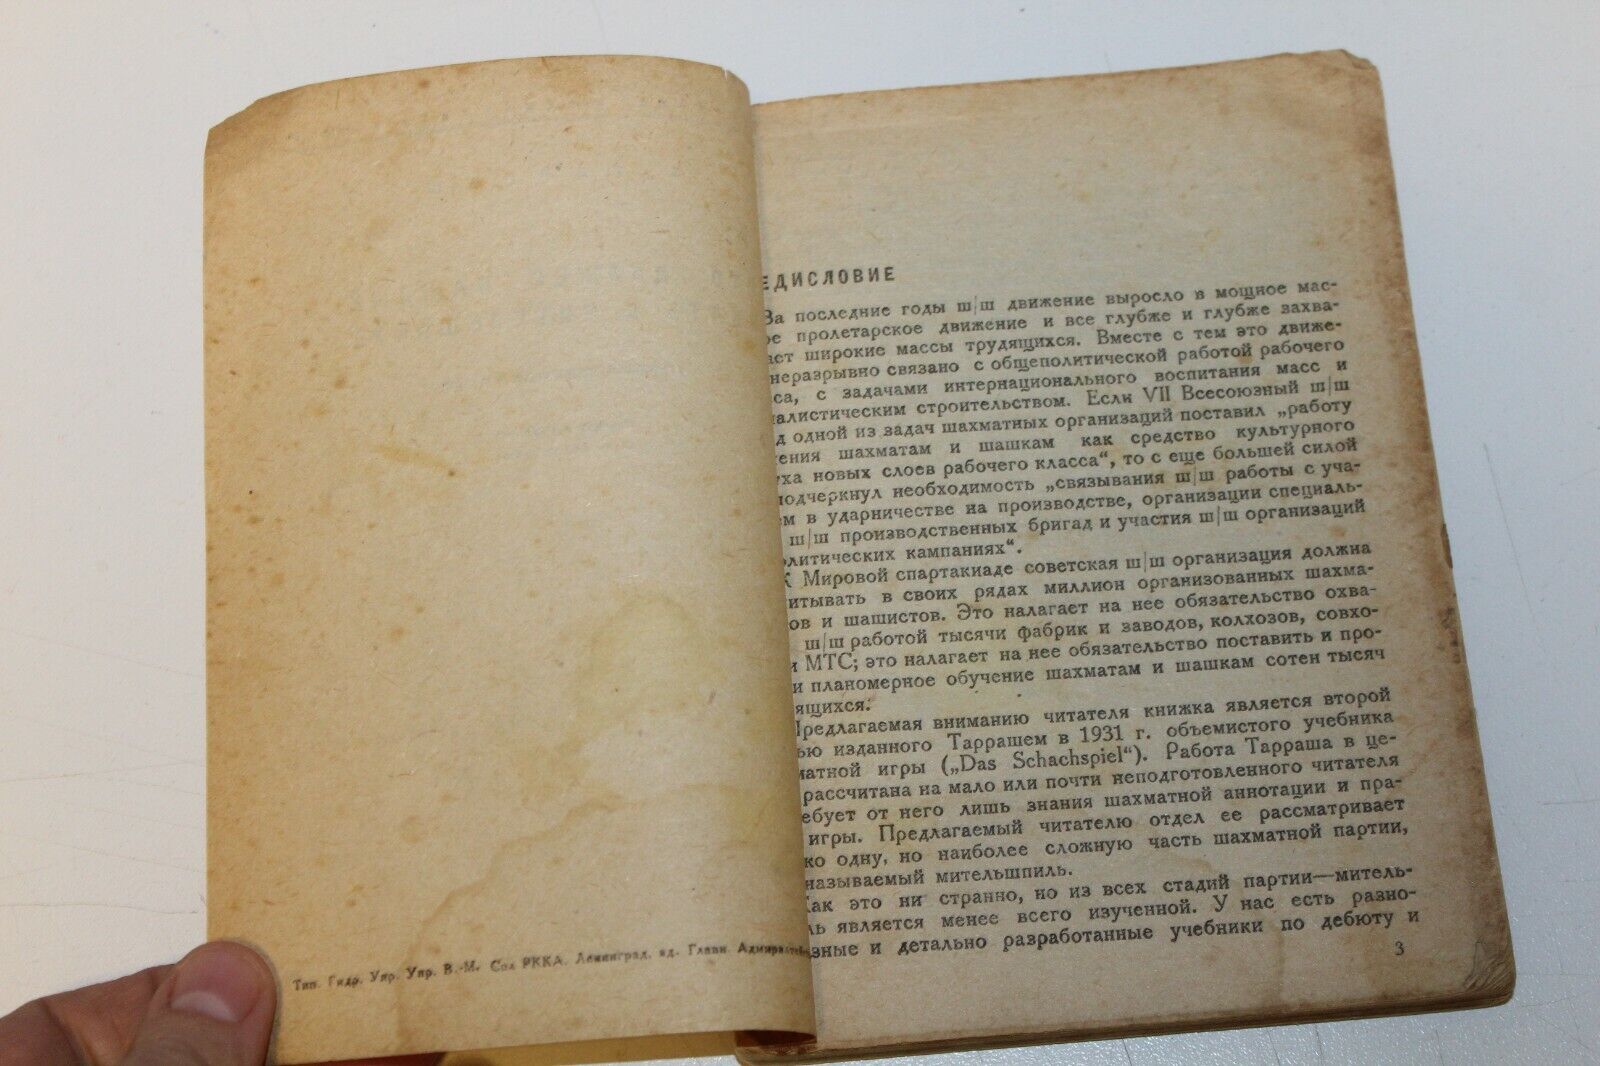 Тип. Гидр. Упр. Упр. В.-М. Сил РККА. Ленинград, зд. Главн.
ЕДИСЛОВИЕ
За последние годы ш/ш движение выросло в мощное мас-
ое пролетарское движение и все глубже и глубже захва-
ает широкие массы трудящихся. Вместе с тем это движе-
неразрывно связано с общеполитической работой рабочего
са, с задачами интернационального воспитания масс и
иалистическим строительством. Если VII Всесоюзный ш/ш
д одной из задач шахматных организаций поставил „работу
ения шахматам и шашкам как средство культурного
уха новых слоев рабочего класса“, то с еще большей силой
подчеркнул необходимость „связывания ш/ш работы с уча-
ем в ударничестве на производстве, организации специаль-
ш/ш производственных бригад и участия ш/ш организаций
олитических кампаниях“.
К Мировой спартакиаде советская ш/ш организация должна
итывать в своих рядах миллион организованных шахма-
ов и шашистов. Это налагает на нее обязательство охва-
ш/ш работой тысячи фабрик и заводов, колхозов, совхо-
и МТС; это налагает на нее обязательство поставить и про-
и планомерное обучение шахматам и шашкам сотен тысяч
ящихся.
Предлагаемая вниманию читателя книжка является второй
ью изданного Таррашем в 1931 г. объемистого учебника
матной игры („Das Schachspiel“). Работа Тарраша в це-
рассчитана на мало или почти неподготовленного читателя
ебует от него лишь знания шахматной аннотации и пра-
игры. Предлагаемый читателю отдел ее рассматривает
ко одну, но наиболее сложную часть шахматной партии,
называемый мительшпиль.
Как это ни странно, но из всех стадий партии—митель-
ль является менее всего изученной. У нас есть разно-
зные и детально разработанные учебники по дебюту и
3